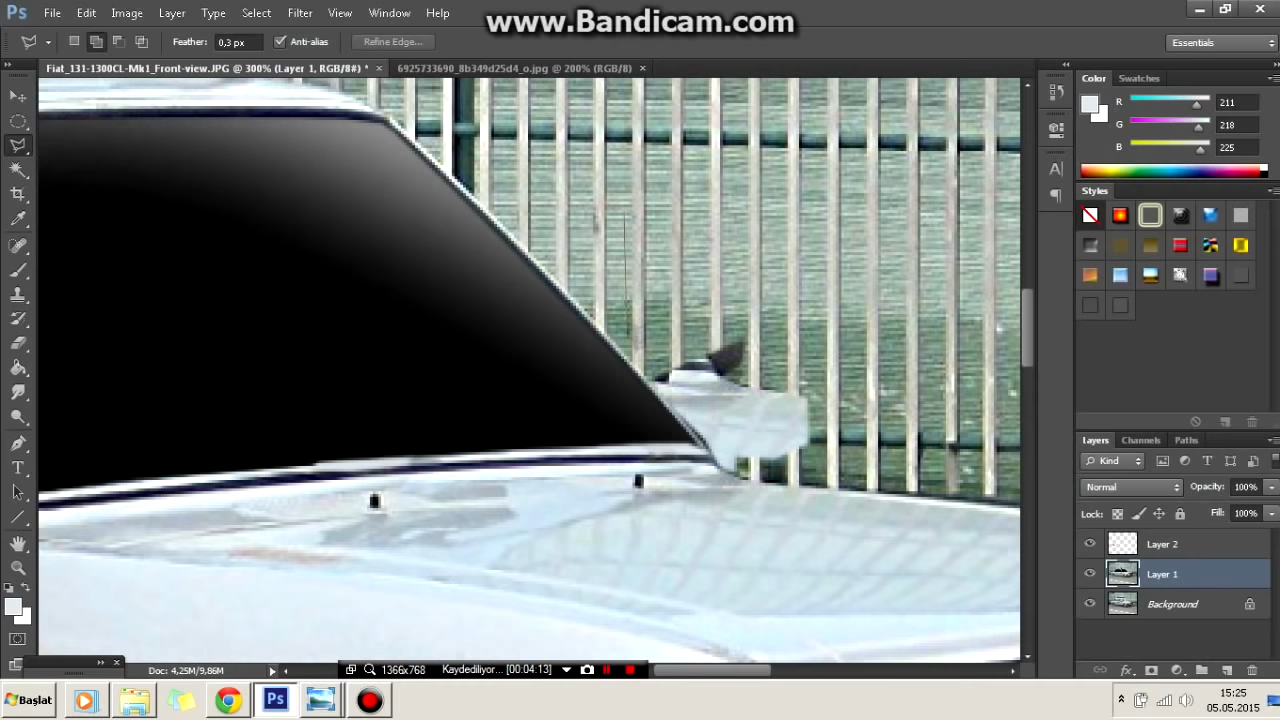 www.Bandicam.com
Ps File Edit Image Layer Type Select Filter View Window Help
Feather: 0,3 px Anti-alias Refine Edge... Essentials
Fiat_131-1300CL-Mk1_Front-view.JPG @ 300% (Layer 1, RGB/8#) * × 6925733690_8b349d25d4_o.jpg @ 200% (RGB/8) ×
Color Swatches
R 211
G 218
B 225
Styles
Layers Channels Paths
Kind
Normal Opacity: 100%
Lock: Fill: 100%
Layer 2
Layer 1
Background
Doc: 4,25M/9,86M
1366x768 Kaydediliyor... [00:04:13]
Başlat
Ps
15:25
05.05.2015